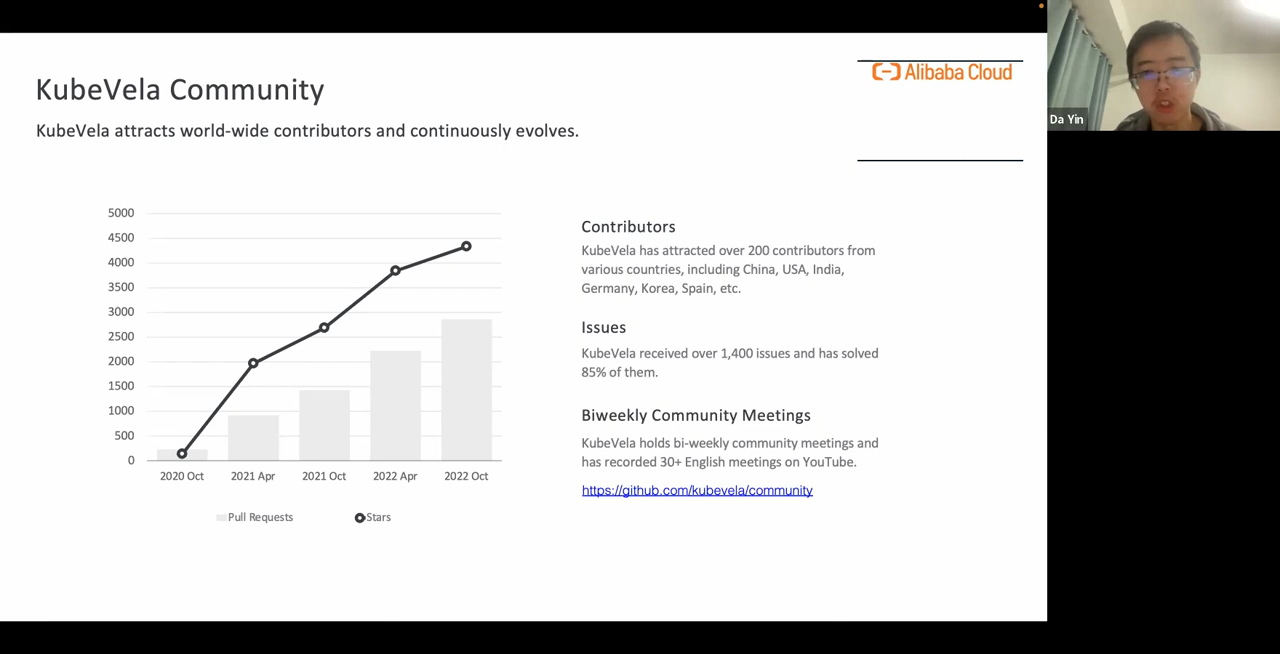 KubeVela Community
KubeVela attracts world-wide contributors and continuously evolves.
Alibaba Cloud
Da Yin
5000
4500
4000
3500
3000
2500
2000
1500
1000
500
0
2020 Oct
2021 Apr
2021 Oct
2022 Apr
2022 Oct
Pull Requests
Stars
Contributors
KubeVela has attracted over 200 contributors from
various countries, including China, USA, India,
Germany, Korea, Spain, etc.
Issues
KubeVela received over 1,400 issues and has solved
85% of them.
Biweekly Community Meetings
KubeVela holds bi-weekly community meetings and
has recorded 30+ English meetings on YouTube.
https://github.com/kubevela/community